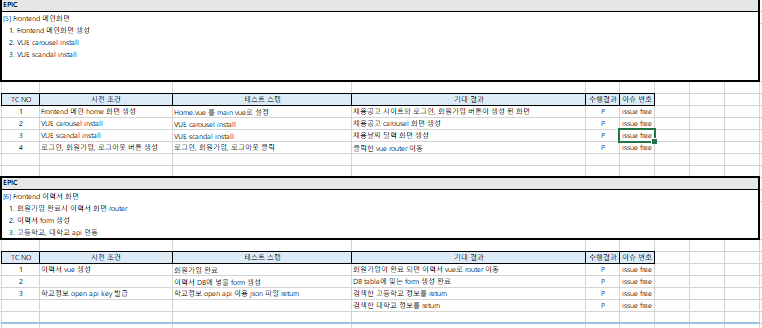 EPIC
[5] Frontend 메인화면
1. Frontend 메인화면 생성
2. VUE carousel install
3. VUE scandal install
TC NO 사전 조건 테스트 스텝 기대 결과 수행결과 이슈 번호
1 Frontend 메인 home 화면 생성 Home.vue 를 main vue로 설정 채용공고 사이트와 로그인, 회원가입 버튼이 생성 된 화면 P issue free
2 VUE carousel install VUE carousel install 채용공고 carousel 화면 생성 P issue free
3 VUE scandal install VUE scandal install 채용날짜 달력 화면 생성 P issue free
4 로그인, 회원가입, 로그아웃 버튼 생성 로그인, 회원가입, 로그아웃 클릭 클릭한 vue router 이동 P issue free
EPIC
[6] Frontend 이력서 화면
1. 회원가입 완료시 이력서 화면 router
2. 이력서 form 생성
3. 고등학교, 대학교 api 연동
TC NO 사전 조건 테스트 스텝 기대 결과 수행결과 이슈 번호
1 이력서 vue 생성 회원가입 완료 회원가입이 완료 되면 이력서 vue로 router 이동 P issue free
2 이력서 DB에 넣을 form 생성 DB table에 맞는 form 생성 완료 P issue free
3 학교정보 open api key 발급 학교정보 open api 이용 json 파일 return 검색한 고등학교 정보를 return P issue free
검색한 대학교 정보를 return P issue free